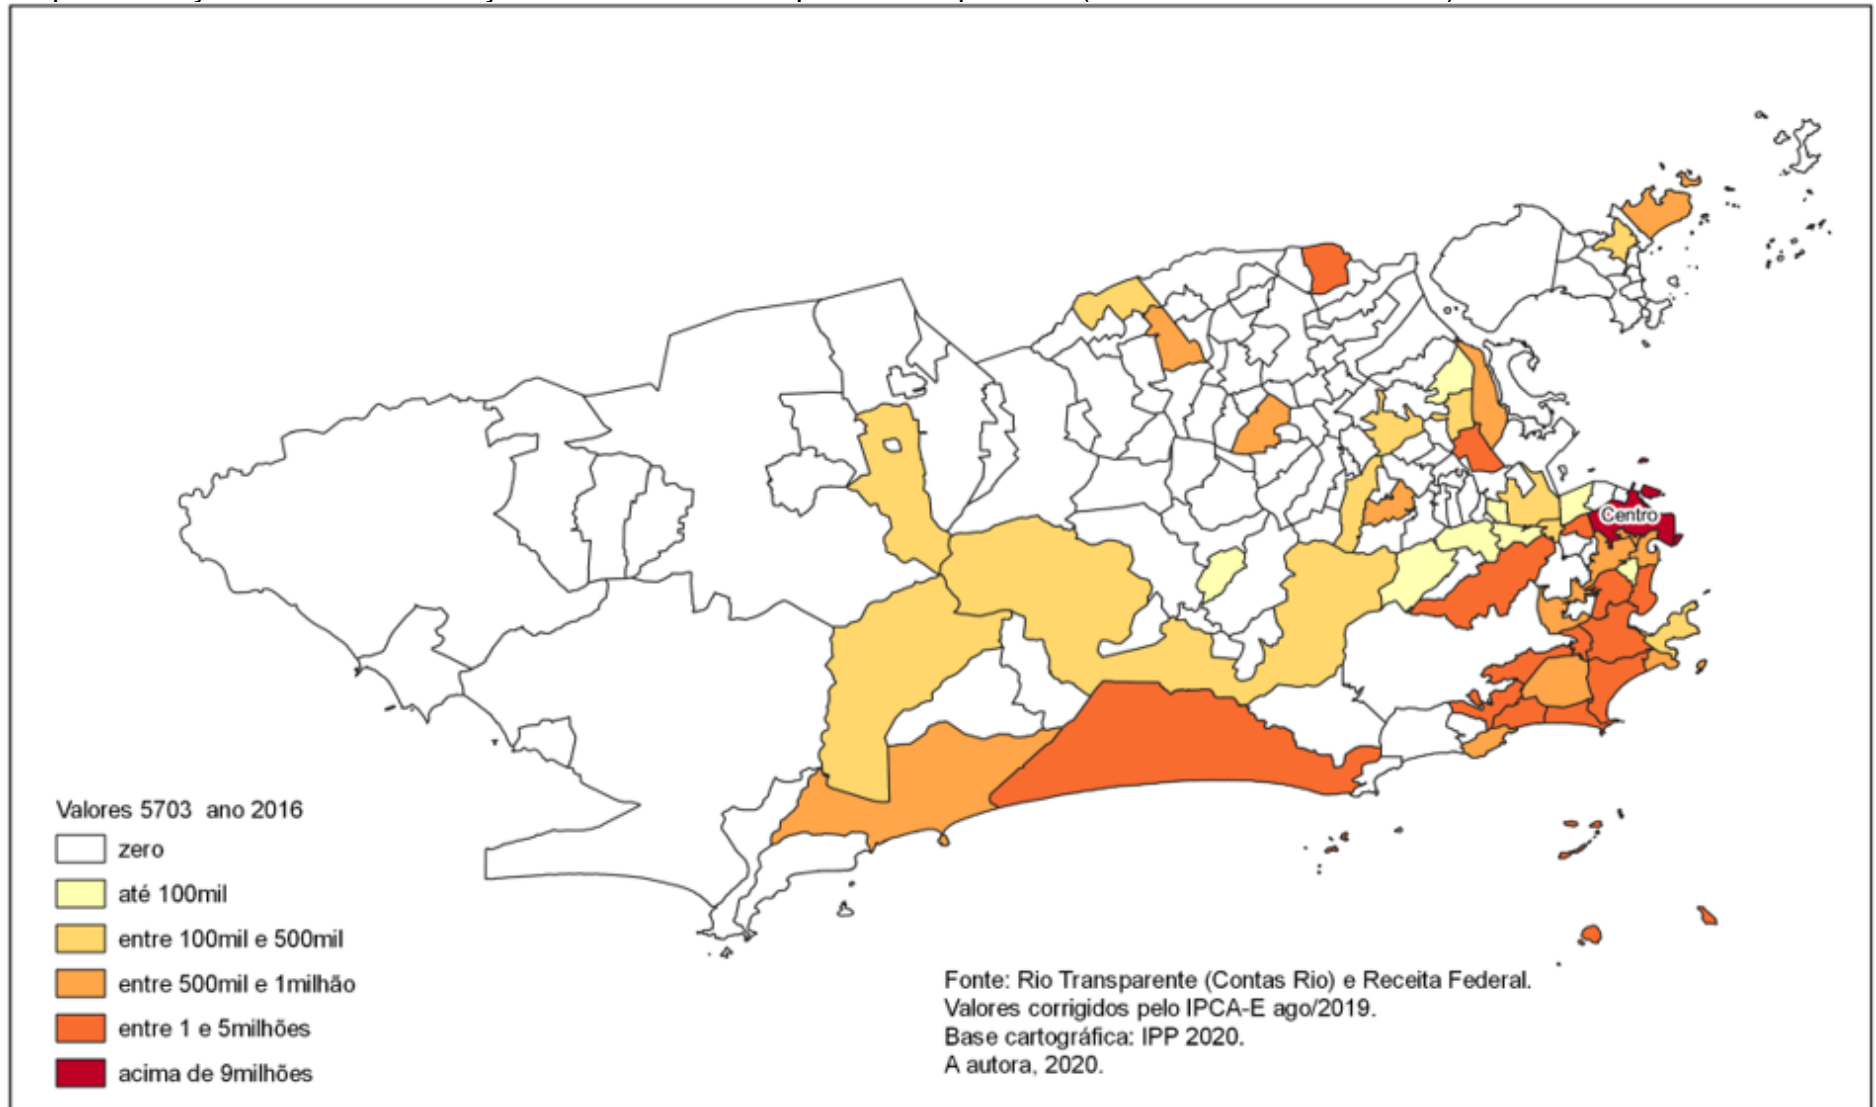 Centro
Valores 5703 ano 2016
zero
até 100mil
entre 100mil e 500mil
entre 500mil e 1milhão
entre 1 e 5milhões
acima de 9milhões
Fonte: Rio Transparente (Contas Rio) e Receita Federal.
Valores corrigidos pelo IPCA-E ago/2019.
Base cartográfica: IPP 2020.
A autora, 2020.